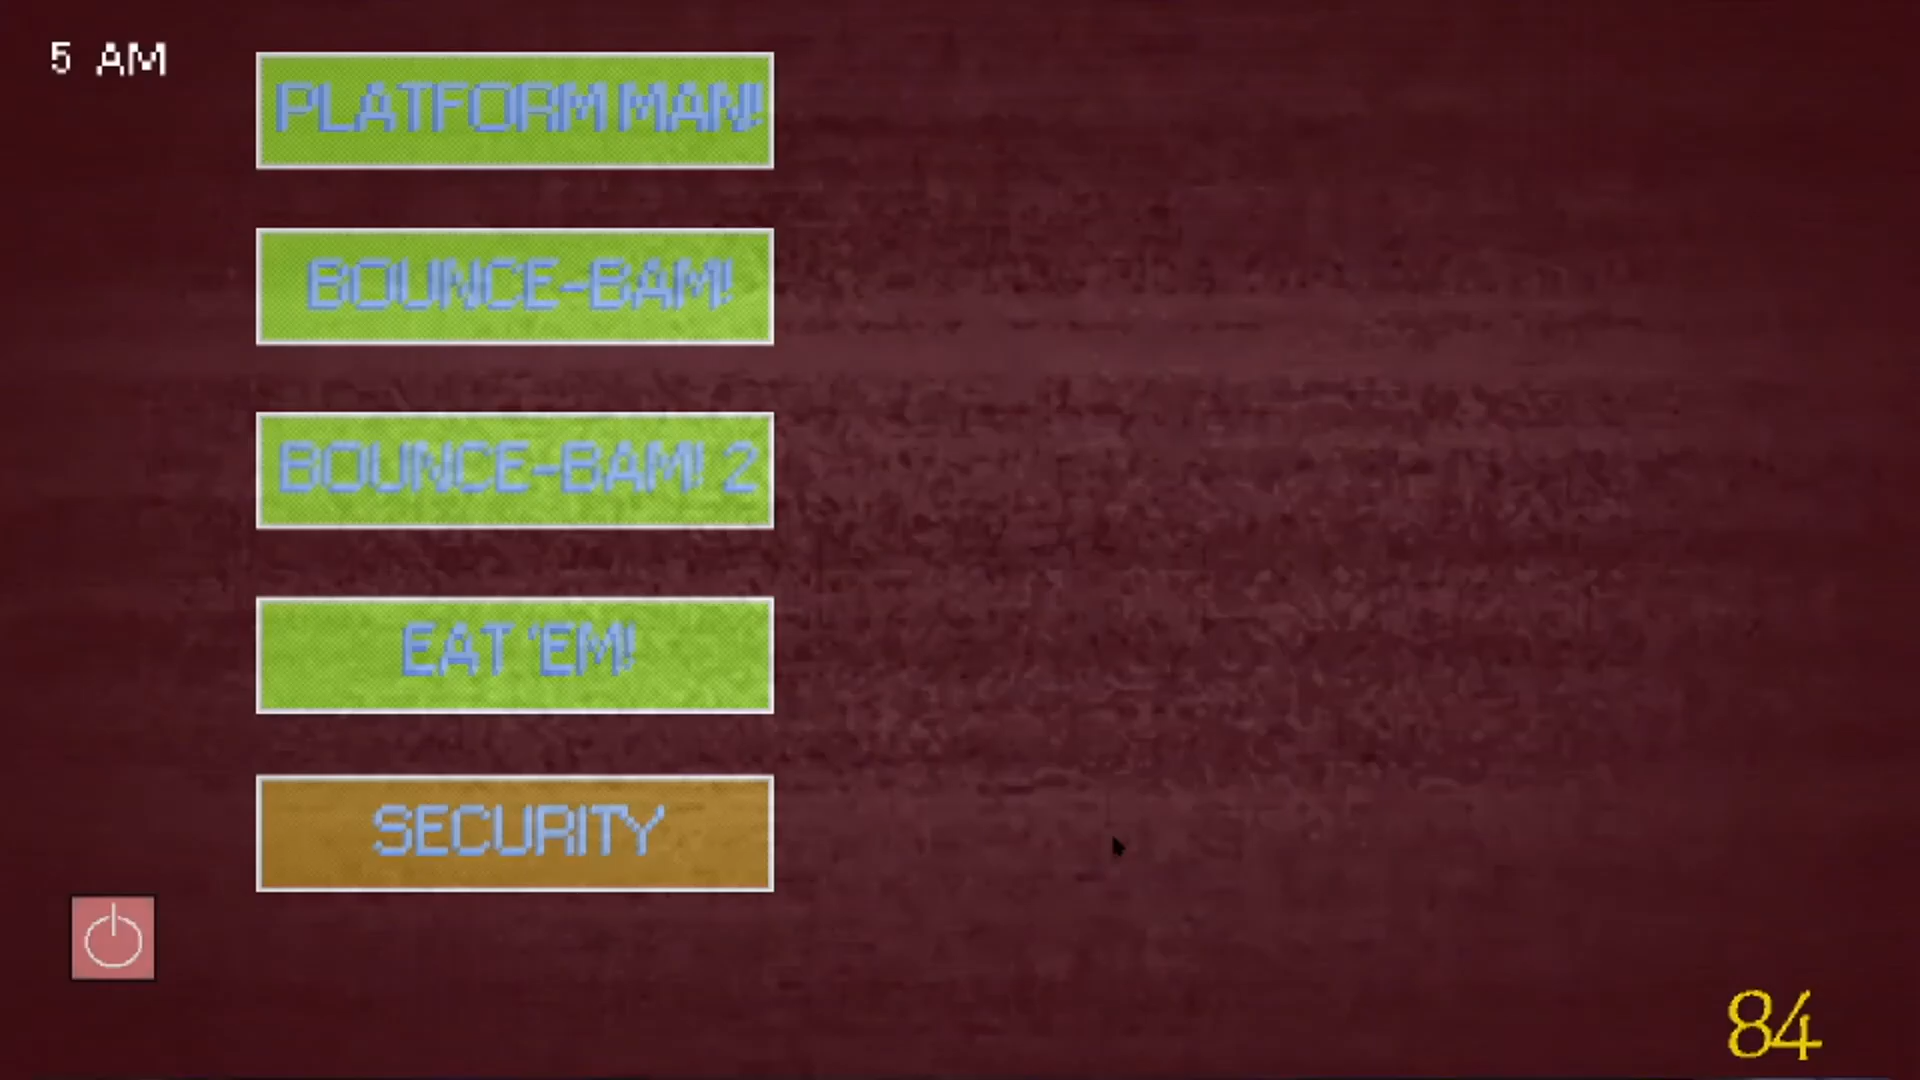 5 AM
PLATFORM MAN!
BOUNCE-BAM!
BOUNCE-BAM! 2
EAT 'EM!
SECURITY
84